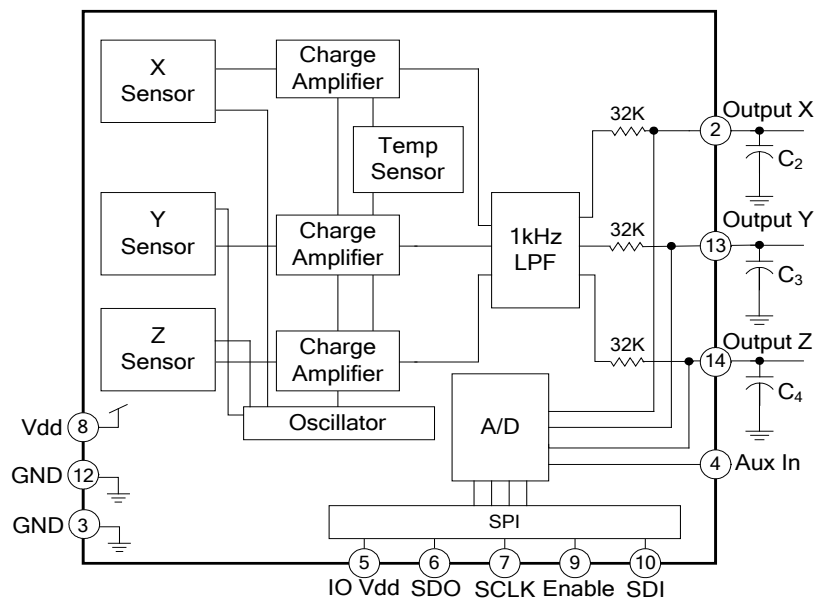 X
Sensor
Charge
Amplifier
Temp
Sensor
32K
2
Output X
C2
Y
Sensor
Charge
Amplifier
1kHz
LPF
32K
13
Output Y
C3
Z
Sensor
Charge
Amplifier
32K
14
Output Z
C4
Oscillator
A/D
Vdd 8
GND 12
GND 3
4 Aux In
SPI
5 6 7 9 10
IO Vdd SDO SCLK Enable SDI